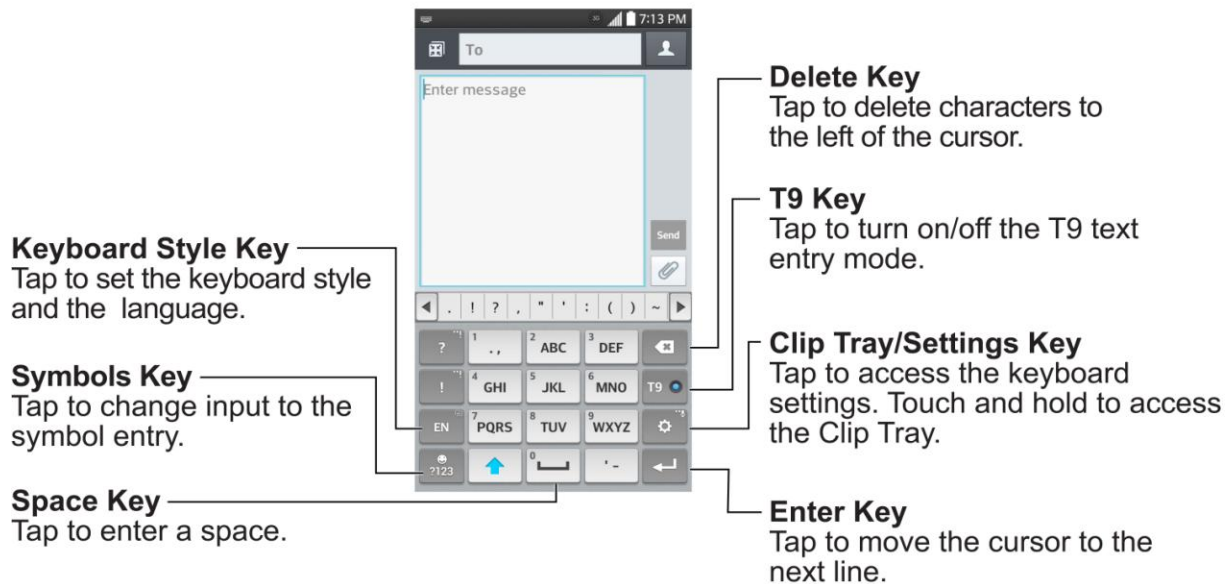 3G 7:13 PM
To
Enter message
Send
. ! ? , " ' : ( ) ~
? 1 ., 2 ABC 3 DEF
! 4 GHI 5 JKL 6 MNO T9
EN 7 PQRS 8 TUV 9 WXYZ
?123 0 ' -
Keyboard Style Key
Tap to set the keyboard style
and the language.
Symbols Key
Tap to change input to the
symbol entry.
Space Key
Tap to enter a space.
Delete Key
Tap to delete characters to
the left of the cursor.
T9 Key
Tap to turn on/off the T9 text
entry mode.
Clip Tray/Settings Key
Tap to access the keyboard
settings. Touch and hold to access
the Clip Tray.
Enter Key
Tap to move the cursor to the
next line.